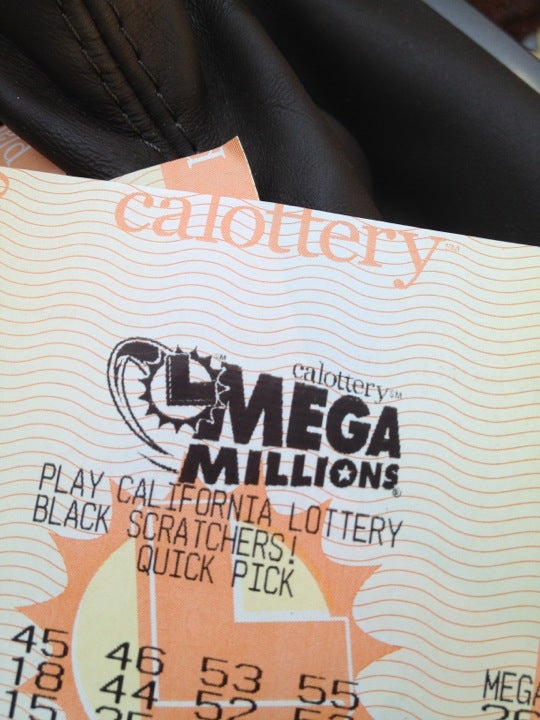 calottery
calottery
MEGA
MILLIONS
PLAY CALIFORNIA LOTTERY
BLACK SCRATCHERS!
QUICK PICK
45 46 53 55
18 44 52
MEGA